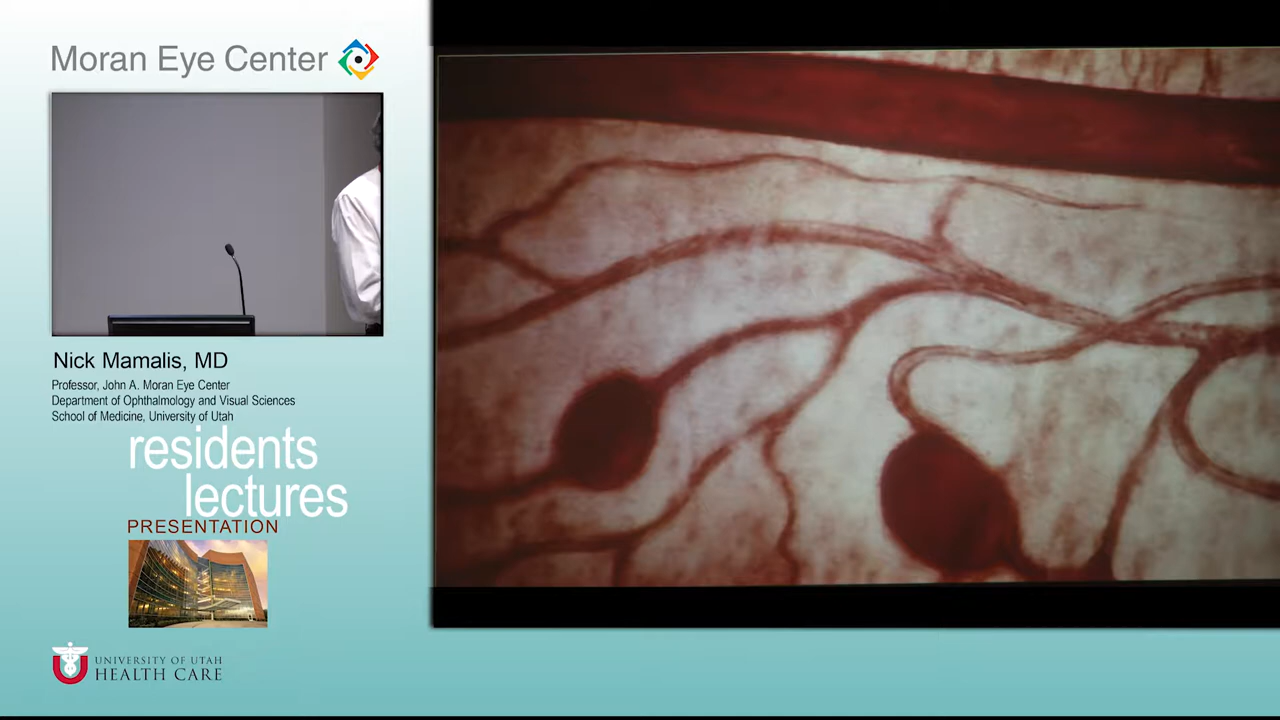 Moran Eye Center
Nick Mamalis, MD
Professor, John A. Moran Eye Center
Department of Ophthalmology and Visual Sciences
School of Medicine, University of Utah
residents
lectures
PRESENTATION
UNIVERSITY OF UTAH
HEALTH CARE